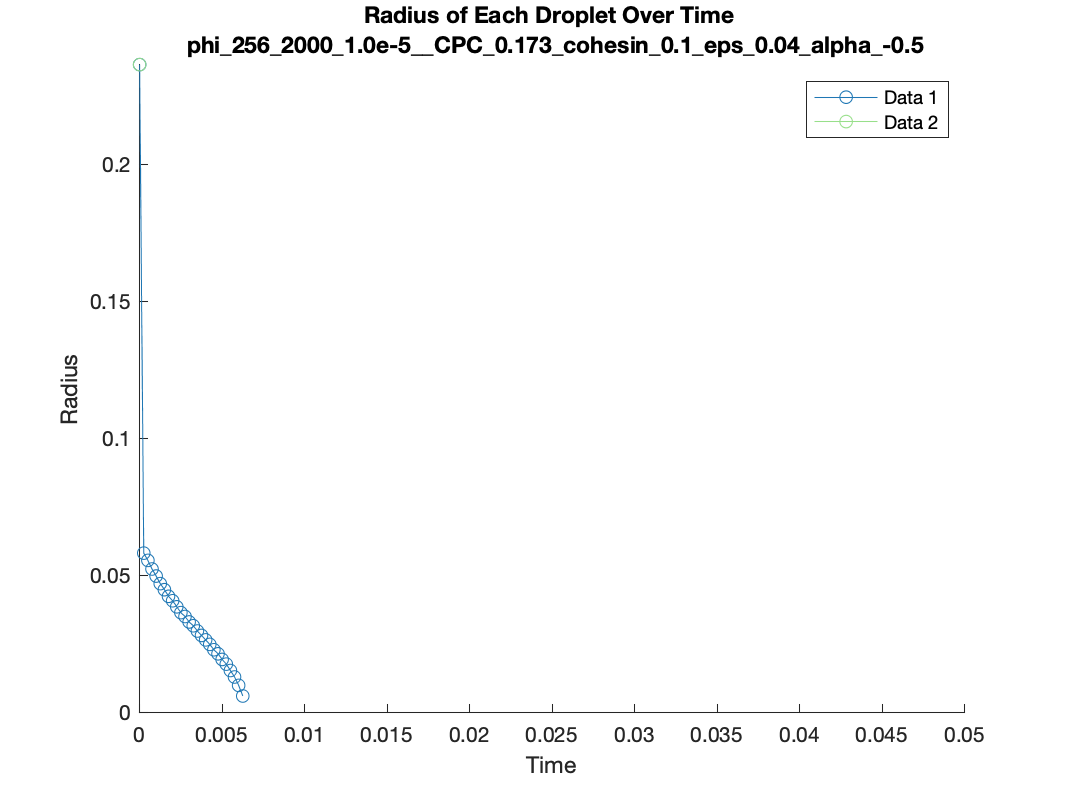 Radius of Each Droplet Over Time
phi_256_2000_1.0e-5__CPC_0.173_cohesin_0.1_eps_0.04_alpha_-0.5
Data 1
Data 2
0.2
0.15
0.1
0.05
0
Radius
0 0.005 0.01 0.015 0.02 0.025 0.03 0.035 0.04 0.045 0.05
Time